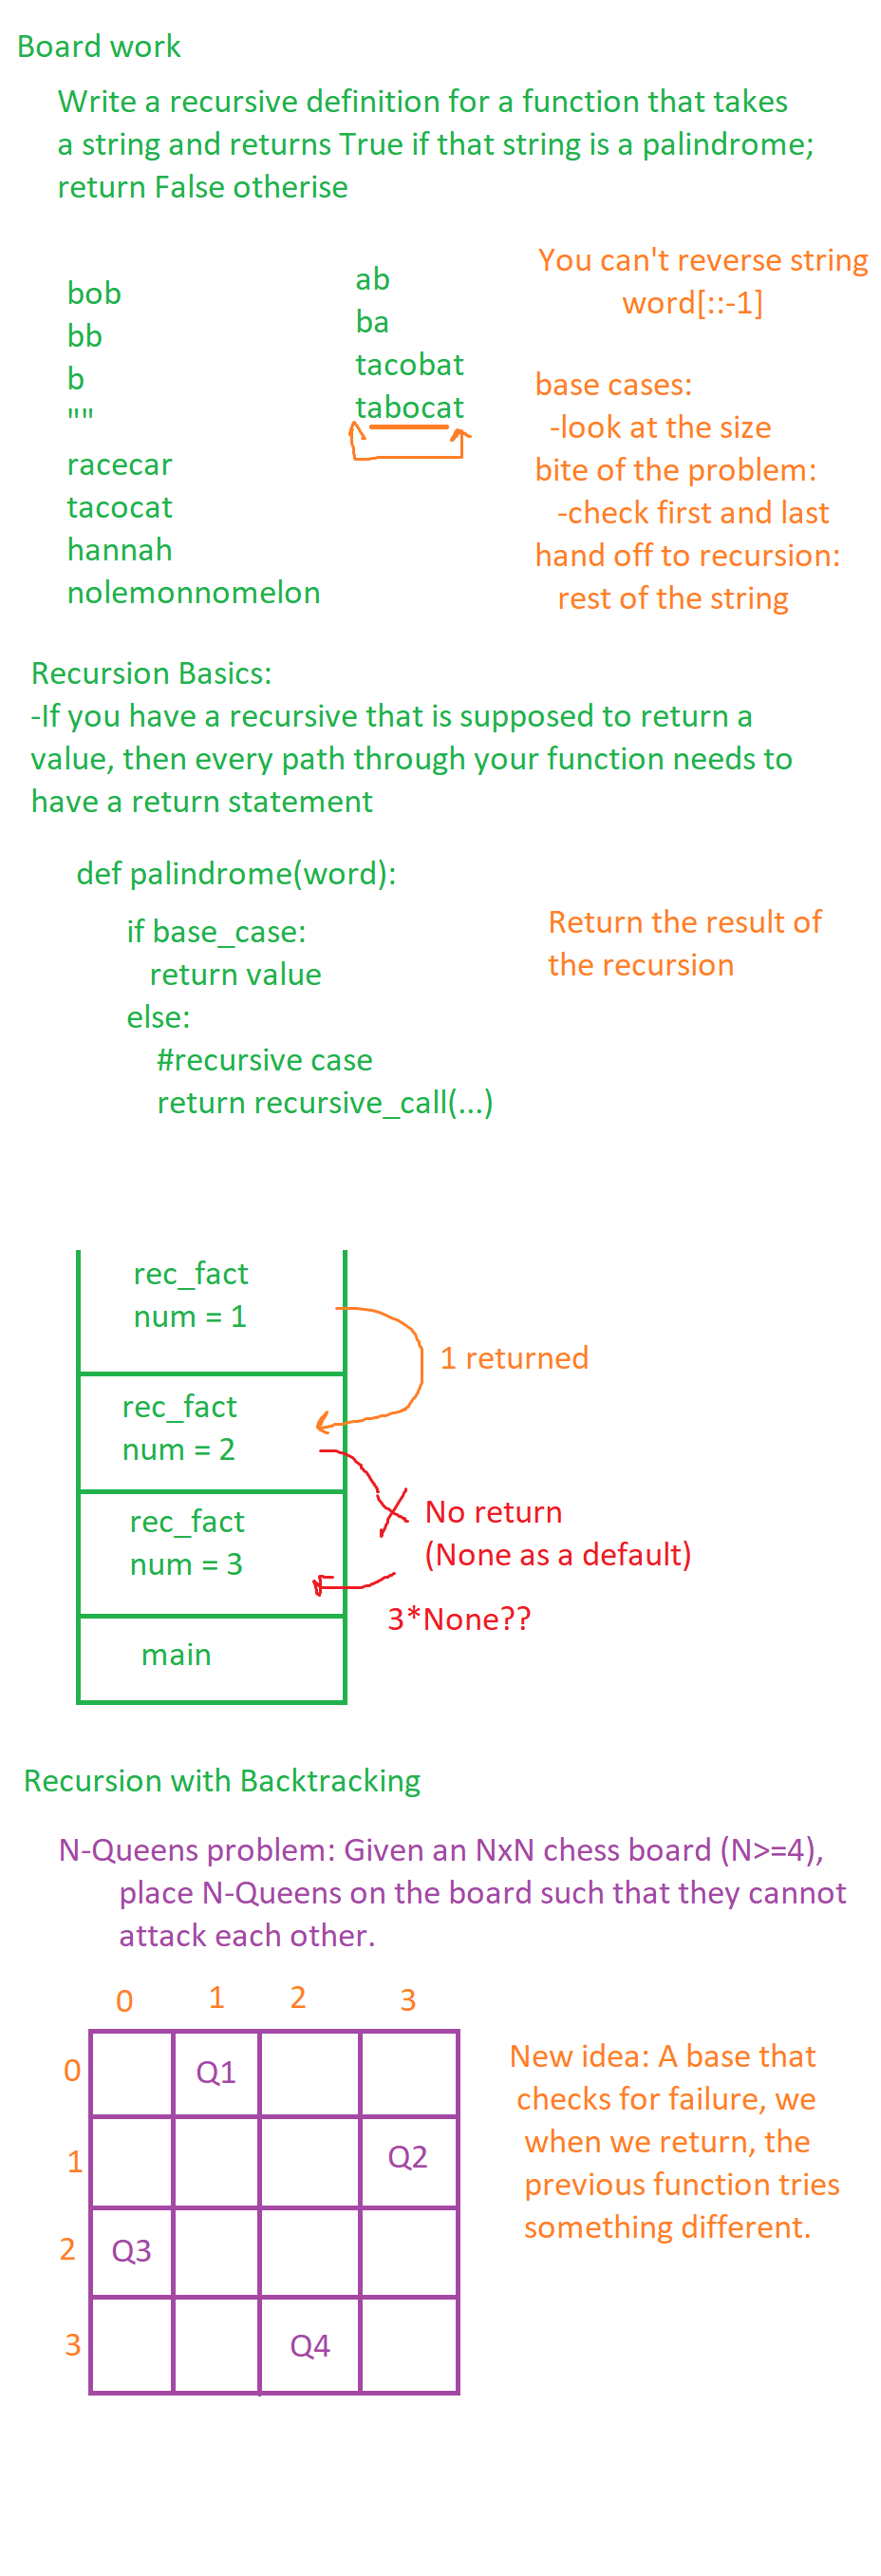 Board work
Write a recursive definition for a function that takes
a string and returns True if that string is a palindrome;
return False otherise
bob
bb
b
""
racecar
tacocat
hannah
nolemonnomelon
ab
ba
tacobat
tabocat
You can't reverse string
word[::-1]
base cases:
-look at the size
bite of the problem:
-check first and last
hand off to recursion:
rest of the string
Recursion Basics:
-If you have a recursive that is supposed to return a
value, then every path through your function needs to
have a return statement
def palindrome(word):
if base_case:
return value
else:
#recursive case
return recursive_call(...)
Return the result of
the recursion
rec_fact
num = 1
1 returned
rec_fact
num = 2
No return
(None as a default)
rec_fact
num = 3
3*None??
main
Recursion with Backtracking
N-Queens problem: Given an NxN chess board (N>=4),
place N-Queens on the board such that they cannot
attack each other.
0 1 2 3
0 Q1
1 Q2
2 Q3
3 Q4
New idea: A base that
checks for failure, we
when we return, the
previous function tries
something different.